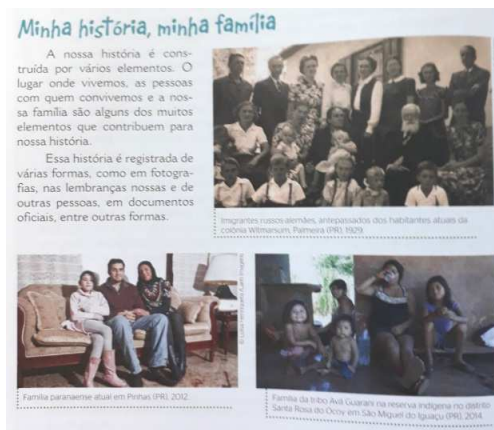 Minha história, minha família
A nossa história é cons-
truída por vários elementos. O
lugar onde vivemos, as pessoas
com quem convivemos e a nos-
sa família são alguns dos muitos
elementos que contribuem para
nossa história.
Essa história é registrada de
várias formas, como em fotogra-
fias, nas lembranças nossas e de
outras pessoas, em documentos
oficiais, entre outras formas.
Imigrantes russos-alemães, antepassados dos habitantes atuais da
colônia Witmarsum, Palmeira (PR), 1929.
Família paranaense atual em Pinhas (PR), 2012.
Família da tribo Avá Guarani na reserva indígena no distrito
Santa Rosa do Ocoy em São Miguel do Iguaçu (PR), 2014.